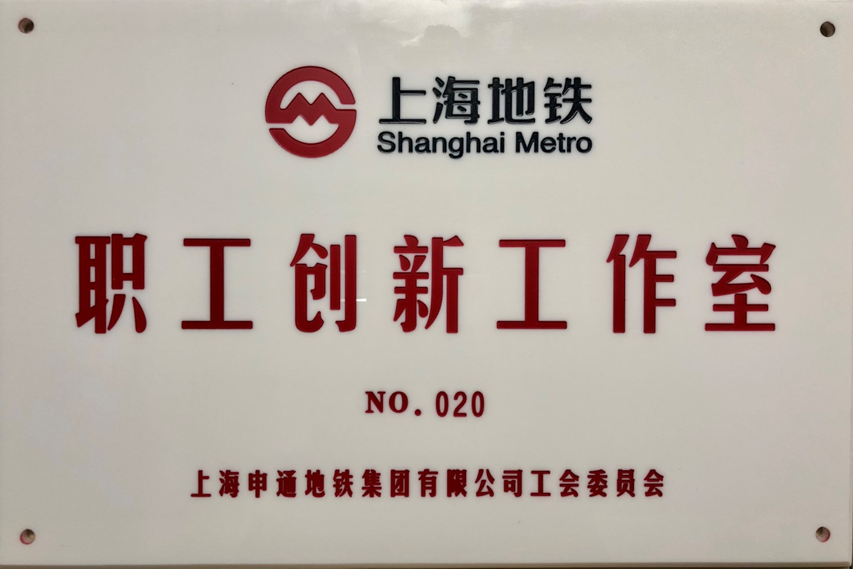 上海地铁
Shanghai Metro
职工创新工作室
NO.020
上海申通地铁集团有限公司工会委员会